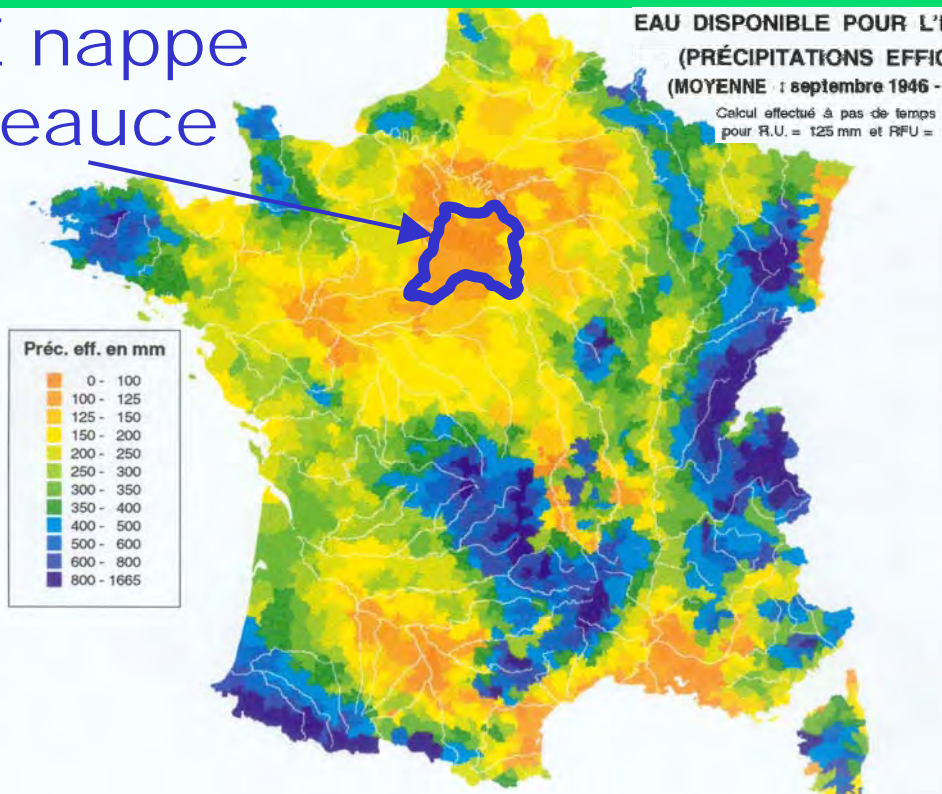 nappe
eauce
EAU DISPONIBLE POUR L'
(PRÉCIPITATIONS EFFIC
(MOYENNE : septembre 1946 -
Calcul effectué à pas de temps
pour R.U. = 125 mm et RFU =
Préc. eff. en mm
0 - 100
100 - 125
125 - 150
150 - 200
200 - 250
250 - 300
300 - 350
350 - 400
400 - 500
500 - 600
600 - 800
800 - 1665